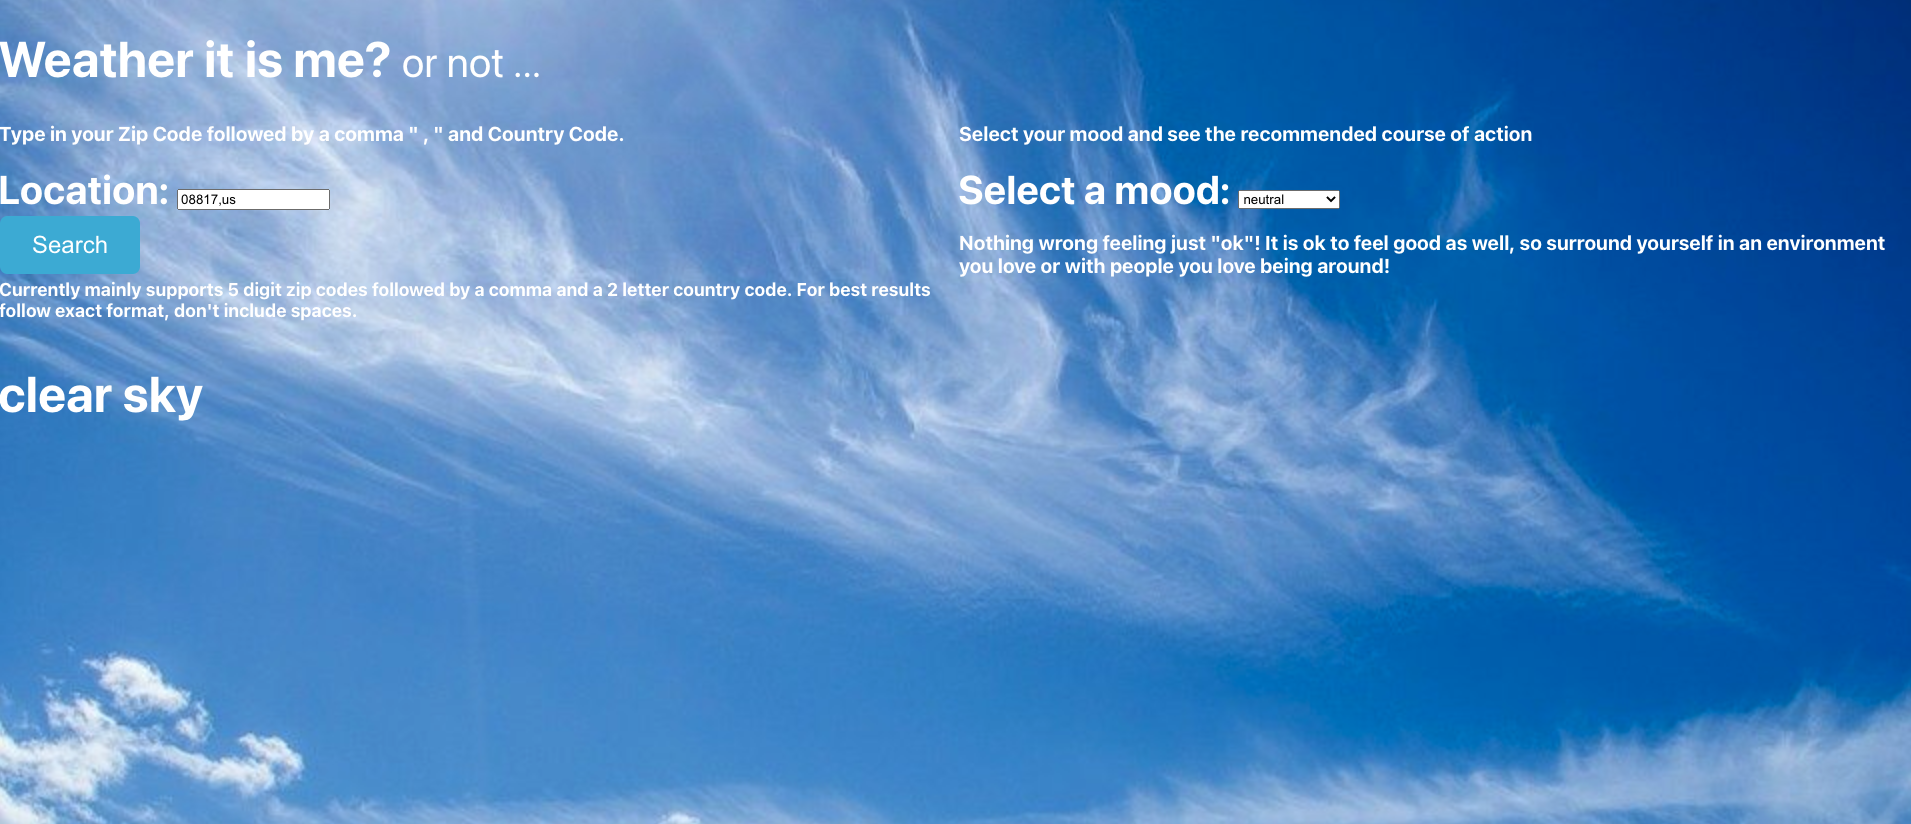 Weather it is me? or not ...
Type in your Zip Code followed by a comma " , " and Country Code.
Location: 08817,us
Search
Currently mainly supports 5 digit zip codes followed by a comma and a 2 letter country code. For best results
follow exact format, don't include spaces.
clear sky
Select your mood and see the recommended course of action
Select a mood: neutral
Nothing wrong feeling just "ok"! It is ok to feel good as well, so surround yourself in an environment
you love or with people you love being around!